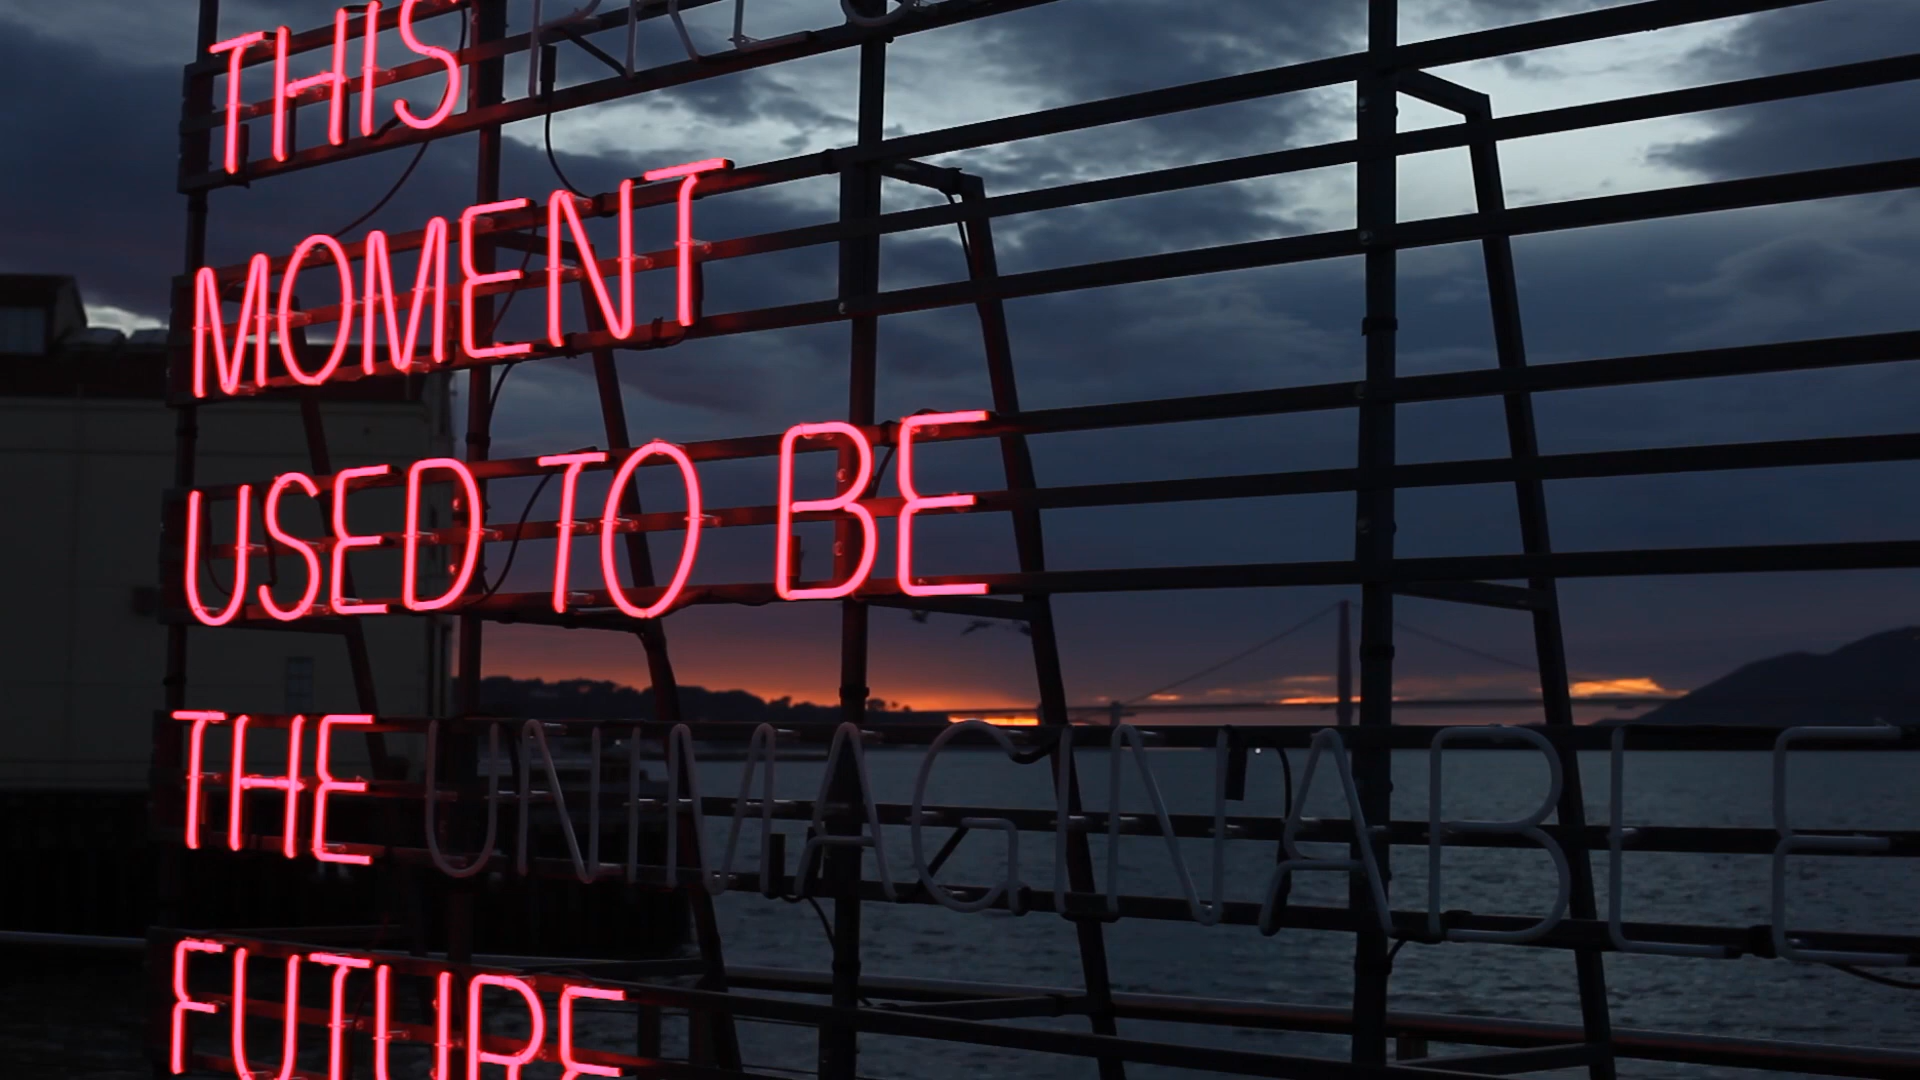 THIS
MOMENT
USED TO BE
THE UNIMAGINABLE
FUTURE